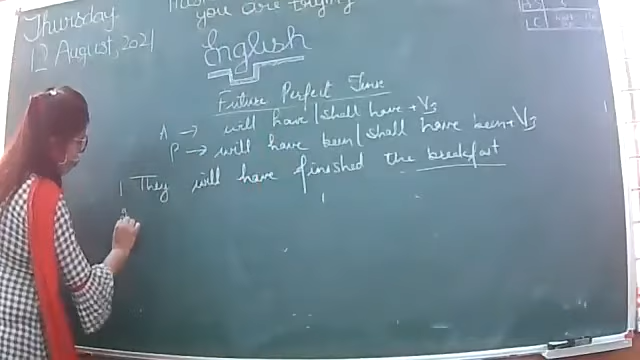 Thursday
12 August, 2021
you are toying
English
Future Perfect Tense
A → will have/shall have + V3
P → will have been/shall have been + V3
1 They will have finished the breakfast